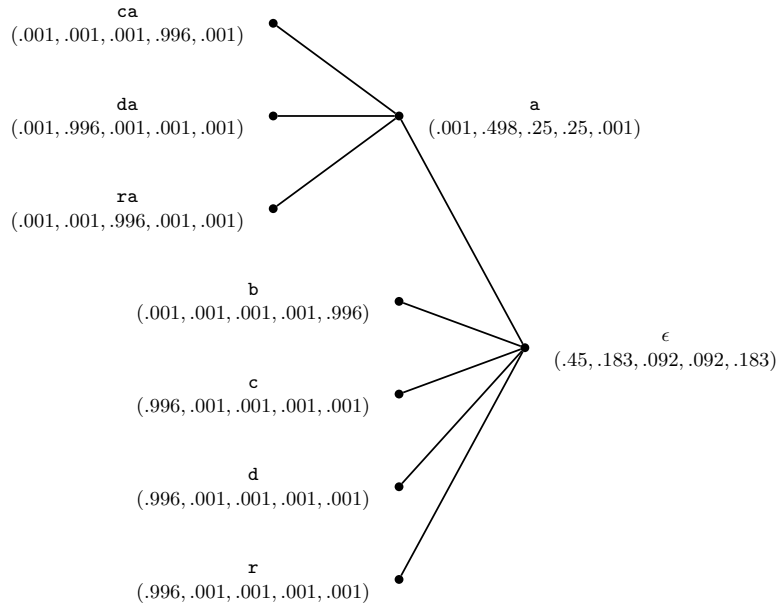 ca
(.001, .001, .001, .996, .001)
da
(.001, .996, .001, .001, .001)
a
(.001, .498, .25, .25, .001)
ra
(.001, .001, .996, .001, .001)
b
(.001, .001, .001, .001, .996)
ϵ
(.45, .183, .092, .092, .183)
c
(.996, .001, .001, .001, .001)
d
(.996, .001, .001, .001, .001)
r
(.996, .001, .001, .001, .001)